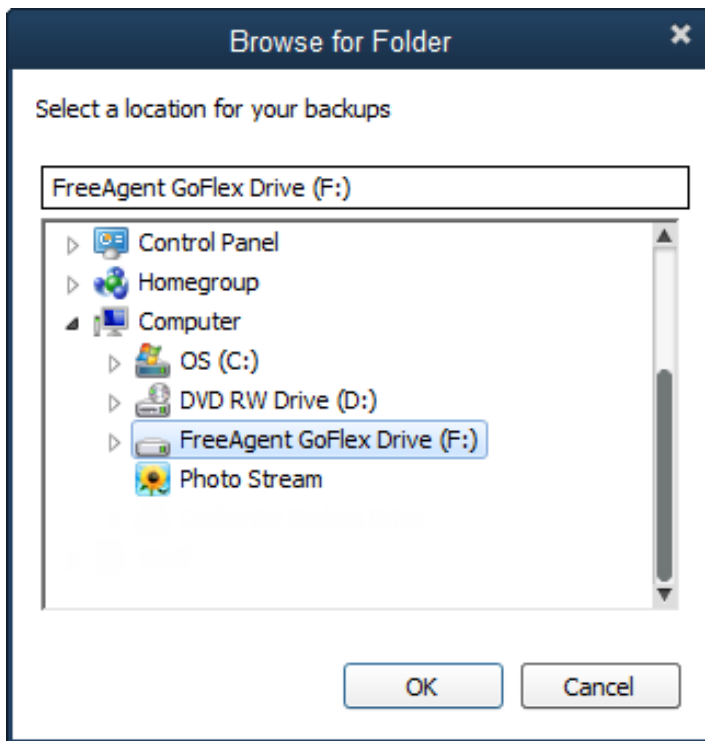 Browse for Folder
Select a location for your backups
FreeAgent GoFlex Drive (F:)
Control Panel
Homegroup
Computer
OS (C:)
DVD RW Drive (D:)
FreeAgent GoFlex Drive (F:)
Photo Stream
OK
Cancel